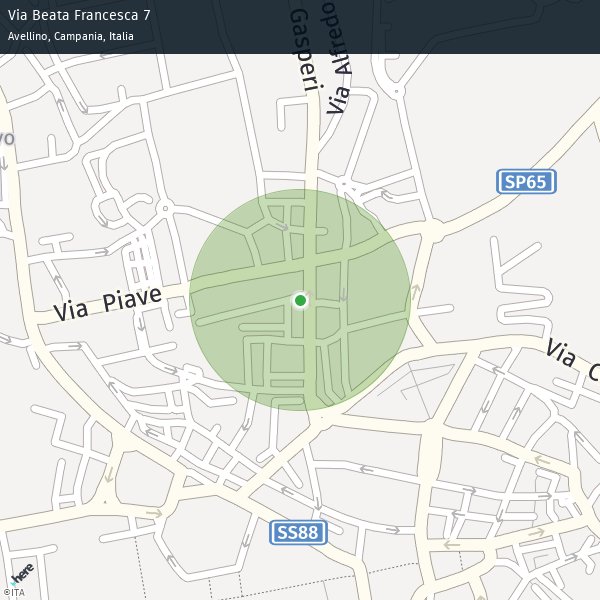 Via Beata Francesca 7
Avellino, Campania, Italia
Gasperi
Via Alfredo
vo
SP65
Via Piave
Via C
SS88
here
©ITA